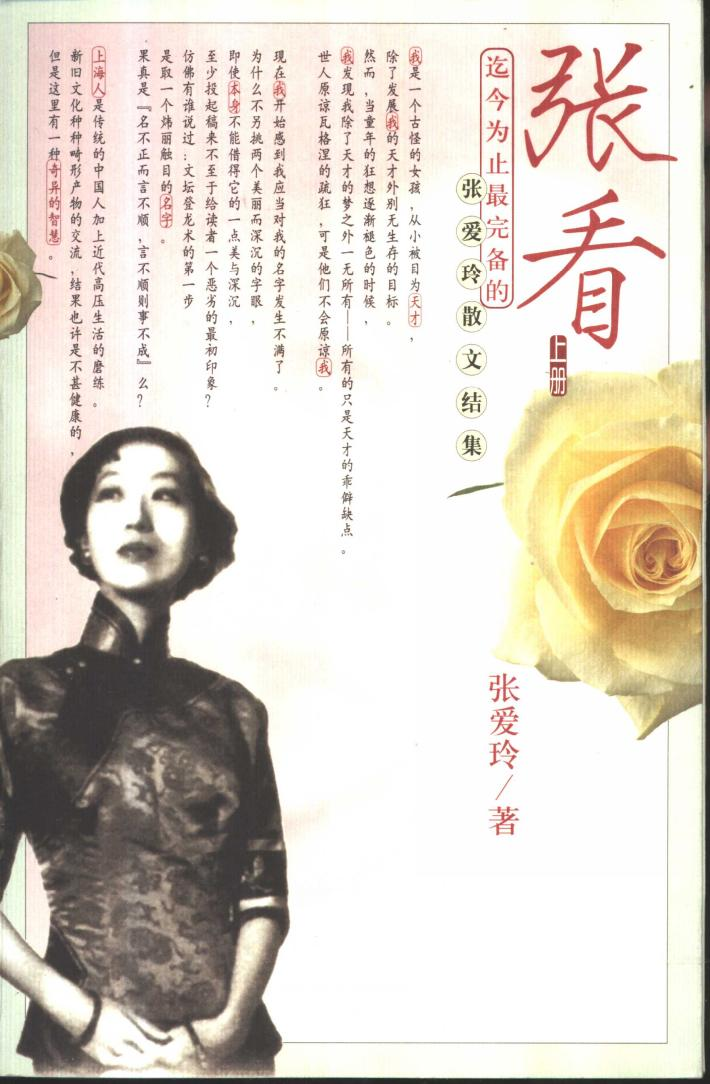 张看
上册
迄今为止最完备的
张爱玲散文结集
我是一个古怪的女孩,从小被目为天才,
除了发展我的天才外别无生存的目标。
然而,当童年的狂想逐渐褪色的时候,
我发现我除了天才的梦之外一无所有——所有的只是天才的乖僻缺点。
世人原谅瓦格涅的疏狂,可是他们不会原谅我。
现在我开始感到我应当对我的名字发生不满了。
为什么不另挑两个美丽而深沉的字眼,
即使本身不能借得它的一点美与深沉,
至少投起稿来不至于给读者一个恶劣的最初印象?
仿佛有谁说过:文坛登龙术的第一步
是取一个炜丽触目的名字。
果真是『名不正而言不顺,言不顺则事不成』么?
上海人是传统的中国人加上近代高压生活的磨练。
新旧文化种种畸形产物的交流,结果也许是不甚健康的,
但是这里有一种奇异的智慧。
张爱玲/著